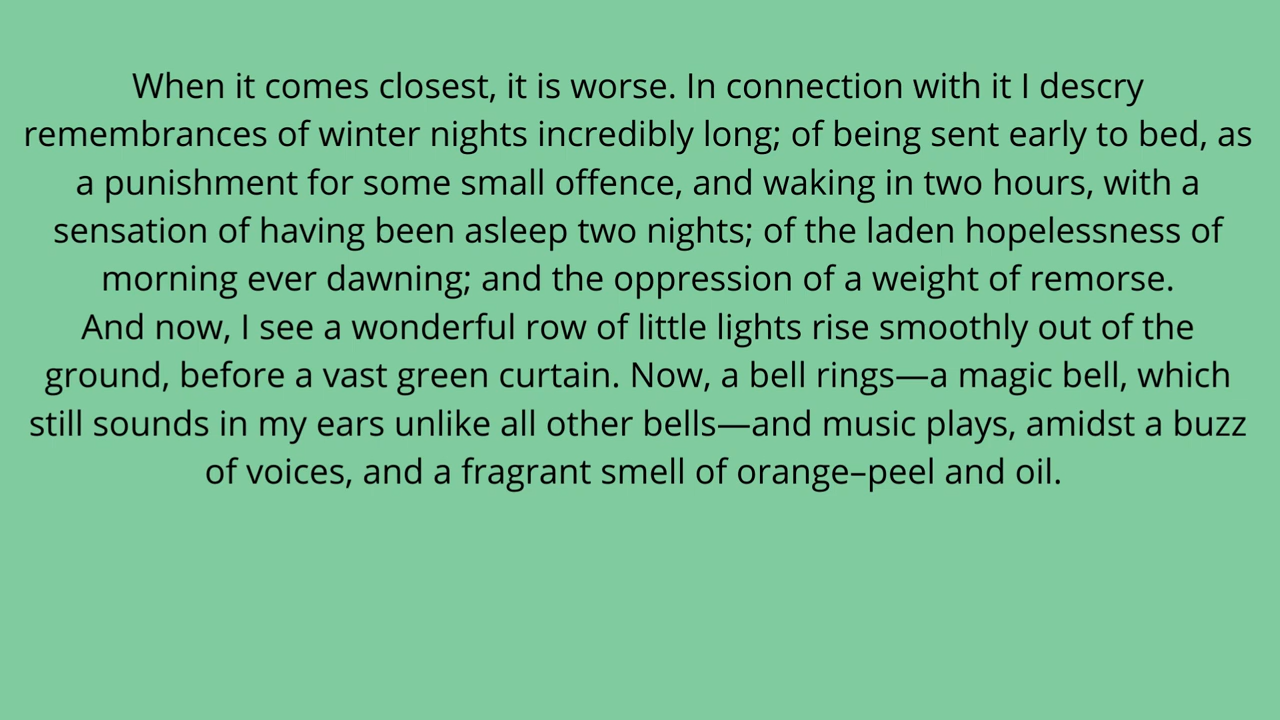 When it comes closest, it is worse. In connection with it I descry
remembrances of winter nights incredibly long; of being sent early to bed, as
a punishment for some small offence, and waking in two hours, with a
sensation of having been asleep two nights; of the laden hopelessness of
morning ever dawning; and the oppression of a weight of remorse.
And now, I see a wonderful row of little lights rise smoothly out of the
ground, before a vast green curtain. Now, a bell rings—a magic bell, which
still sounds in my ears unlike all other bells—and music plays, amidst a buzz
of voices, and a fragrant smell of orange–peel and oil.